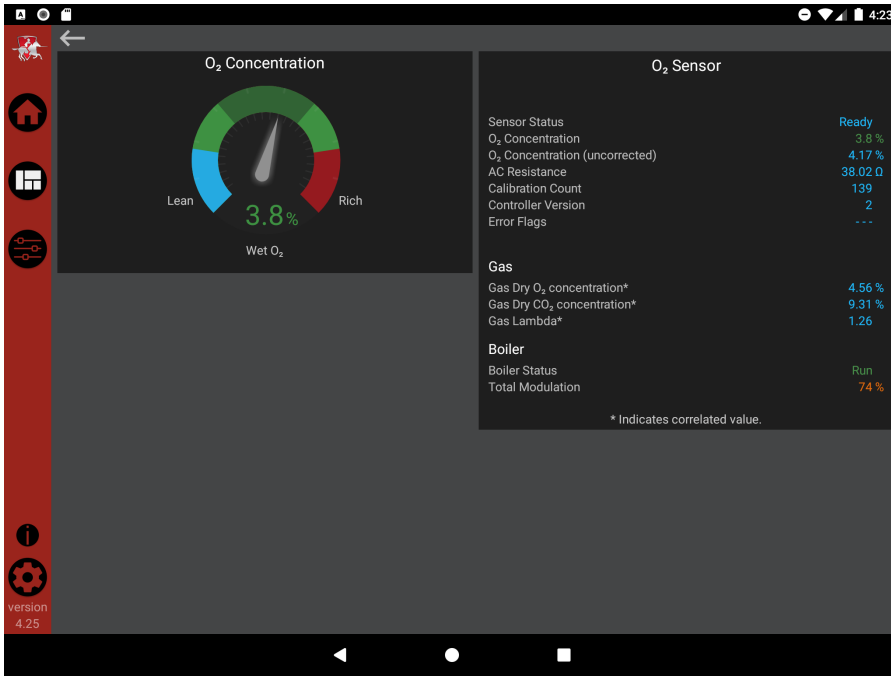 A
4:23
O₂ Concentration
Lean
Rich
3.8 %
Wet O₂
O₂ Sensor
Sensor Status Ready
O₂ Concentration 3.8 %
O₂ Concentration (uncorrected) 4.17 %
AC Resistance 38.02 Ω
Calibration Count 139
Controller Version 2
Error Flags - - -
Gas
Gas Dry O₂ concentration* 4.56 %
Gas Dry CO₂ concentration* 9.31 %
Gas Lambda* 1.26
Boiler
Boiler Status Run
Total Modulation 74 %
* Indicates correlated value.
i
version
4.25